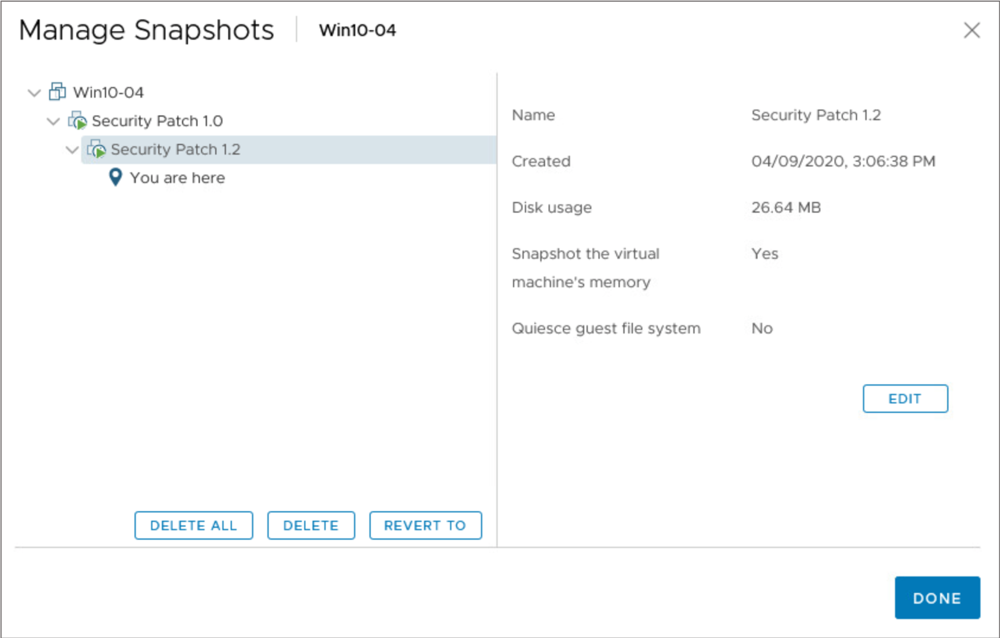 Manage Snapshots
Win10-04
Win10-04
Security Patch 1.0
Security Patch 1.2
You are here
Name Security Patch 1.2
Created 04/09/2020, 3:06:38 PM
Disk usage 26.64 MB
Snapshot the virtual Yes
machine's memory
Quiesce guest file system No
EDIT
DELETE ALL DELETE REVERT TO
DONE